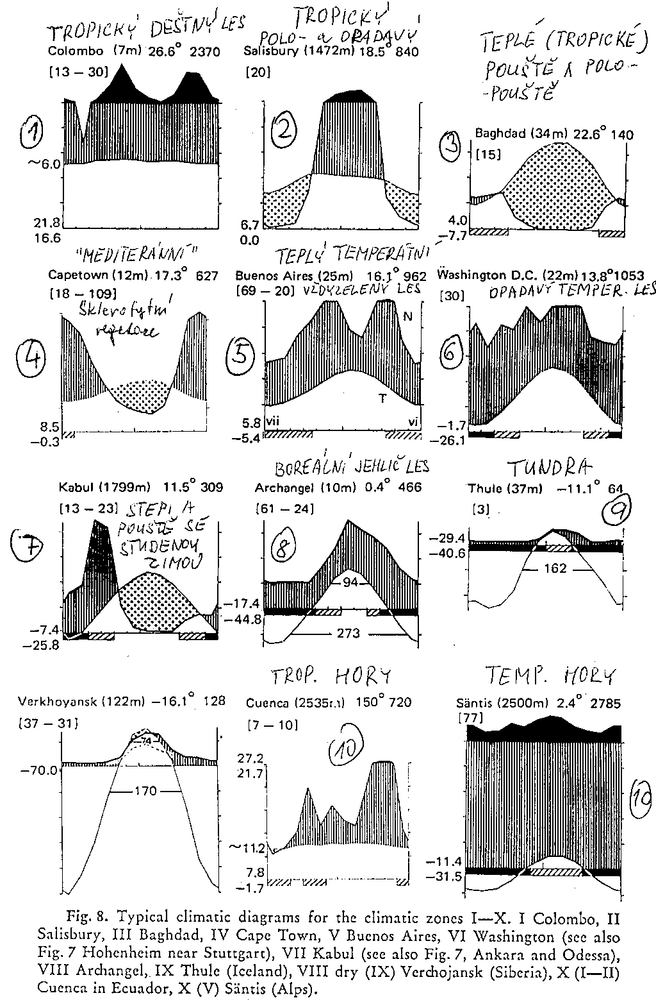 TROPICKÝ DEŠTNÝ LES
Colombo (7m) 26.6° 2370
[13 – 30]
1
~6.0
21.8
16.6
TROPICKÝ
POLO- a OPADAVÝ
Salisbury (1472m) 18.5° 840
[20]
2
6.7
0.0
TEPLÉ (TROPICKÉ)
POUŠTĚ A POLO-
-POUŠTĚ
Baghdad (34m) 22.6° 140
3
[15]
4.0
–7.7
"MEDITERÁNNÍ"
Capetown (12m) 17.3° 627
[18 – 109]
Sklerofytní
vegetace
4
8.5
–0.3
TEPLÝ TEMPERÁTNÍ
Buenos Aires (25m) 16.1° 962
[69 – 20] VŽDYZELENÝ LES
N
5
T
5.8
vii
vi
–5.4
Washington D.C. (22m) 13.8° 1053
[30] OPADAVÝ TEMPER. LES
6
–1.7
–26.1
Kabul (1799m) 11.5° 309
[13 – 23] STEPI A
POUŠTĚ SE
STUDENOU
ZIMOU
7
–7.4
–25.8
BOREÁLNÍ JEHLIČ LES
Archangel (10m) 0.4° 466
[61 – 24]
8
94
–17.4
–44.8
273
TUNDRA
Thule (37m) –11.1° 64
[3]
9
–29.4
–40.6
162
Verkhoyansk (122m) –16.1° 128
[37 – 31]
74
–70.0
170
TROP. HORY
Cuenca (2535m) 150° 720
[7 – 10]
10
27.2
21.7
~11.2
7.8
–1.7
TEMP. HORY
Säntis (2500m) 2.4° 2785
[77]
10
–11.4
–31.5
Fig. 8. Typical climatic diagrams for the climatic zones I—X. I Colombo, II
Salisbury, III Baghdad, IV Cape Town, V Buenos Aires, VI Washington (see also
Fig. 7 Hohenheim near Stuttgart), VII Kabul (see also Fig. 7, Ankara and Odessa),
VIII Archangel, IX Thule (Iceland), VIII dry (IX) Verchojansk (Siberia), X (I—II)
Cuenca in Ecuador, X (V) Säntis (Alps).